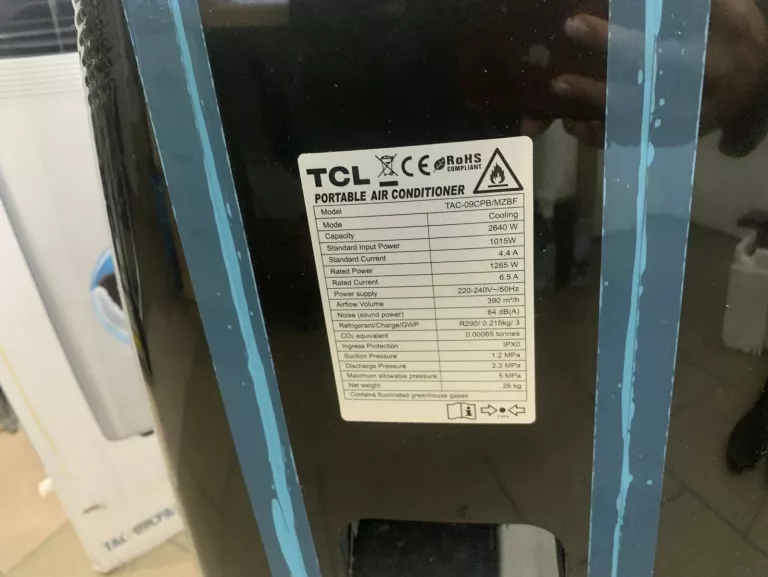 TCL CE RoHS
COMPLIANT
PORTABLE AIR CONDITIONER
Model TAC-09CPB/MZBF
Mode Cooling
Capacity 2640 W
Standard Input Power 1015W
Standard Current 4.4 A
Rated Power 1265 W
Rated Current 6.5 A
Power supply 220-240V~/50Hz
Airflow Volume 390 m³/h
Noise (sound power) 64 dB(A)
Refrigerant/Charge/GWP R290/ 0.215kg/ 3
CO₂ equivalent 0.00065 tonnes
Ingress Protection IPX0
Suction Pressure 1.2 MPa
Discharge Pressure 2.3 MPa
Maximum allowable pressure 5 MPa
Net weight 26 kg
Contains fluorinated greenhouse gases